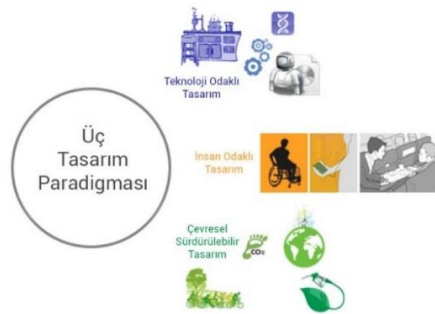 Teknoloji Odaklı
Tasarım
Üç
Tasarım
Paradigması
İnsan Odaklı
Tasarım
Çevresel
Sürdürülebilir
Tasarım
CO₂